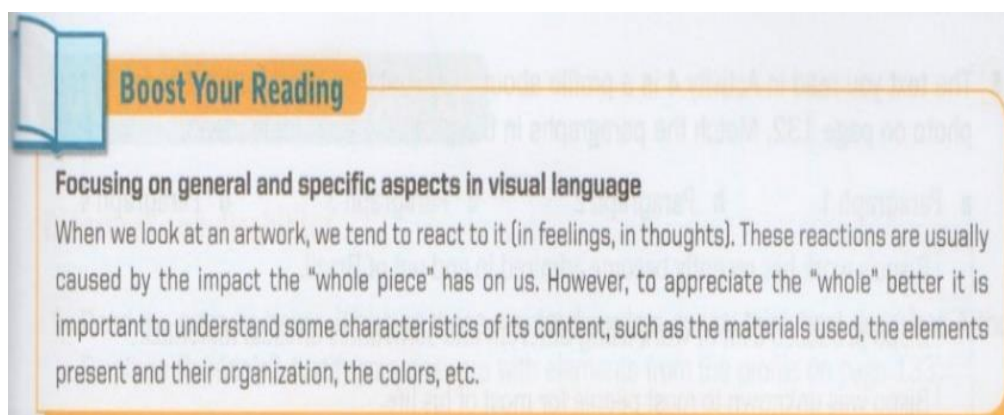 Boost Your Reading
Focusing on general and specific aspects in visual language
When we look at an artwork, we tend to react to it (in feelings, in thoughts). These reactions are usually
caused by the impact the “whole piece” has on us. However, to appreciate the “whole” better it is
important to understand some characteristics of its content, such as the materials used, the elements
present and their organization, the colors, etc.